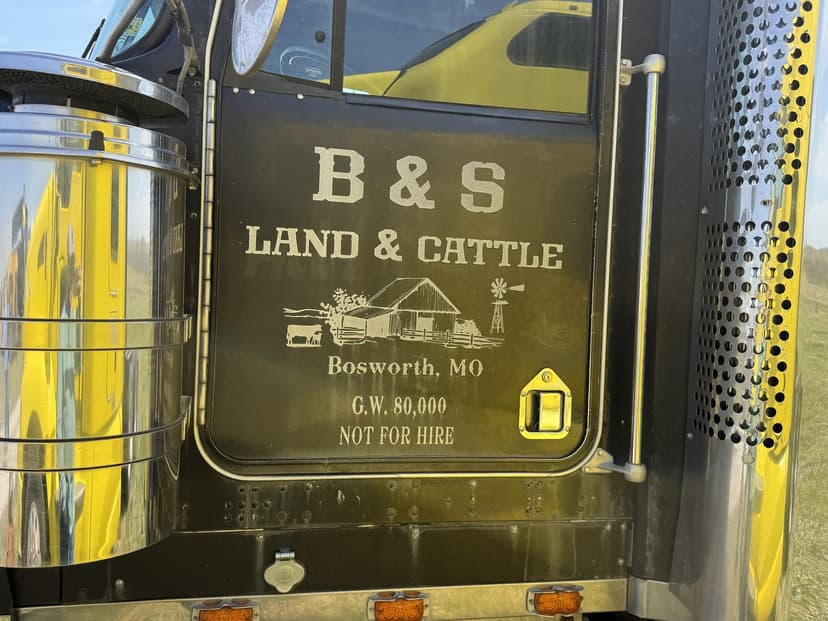 B & S
LAND & CATTLE
Bosworth, MO
G.W. 80,000
NOT FOR HIRE